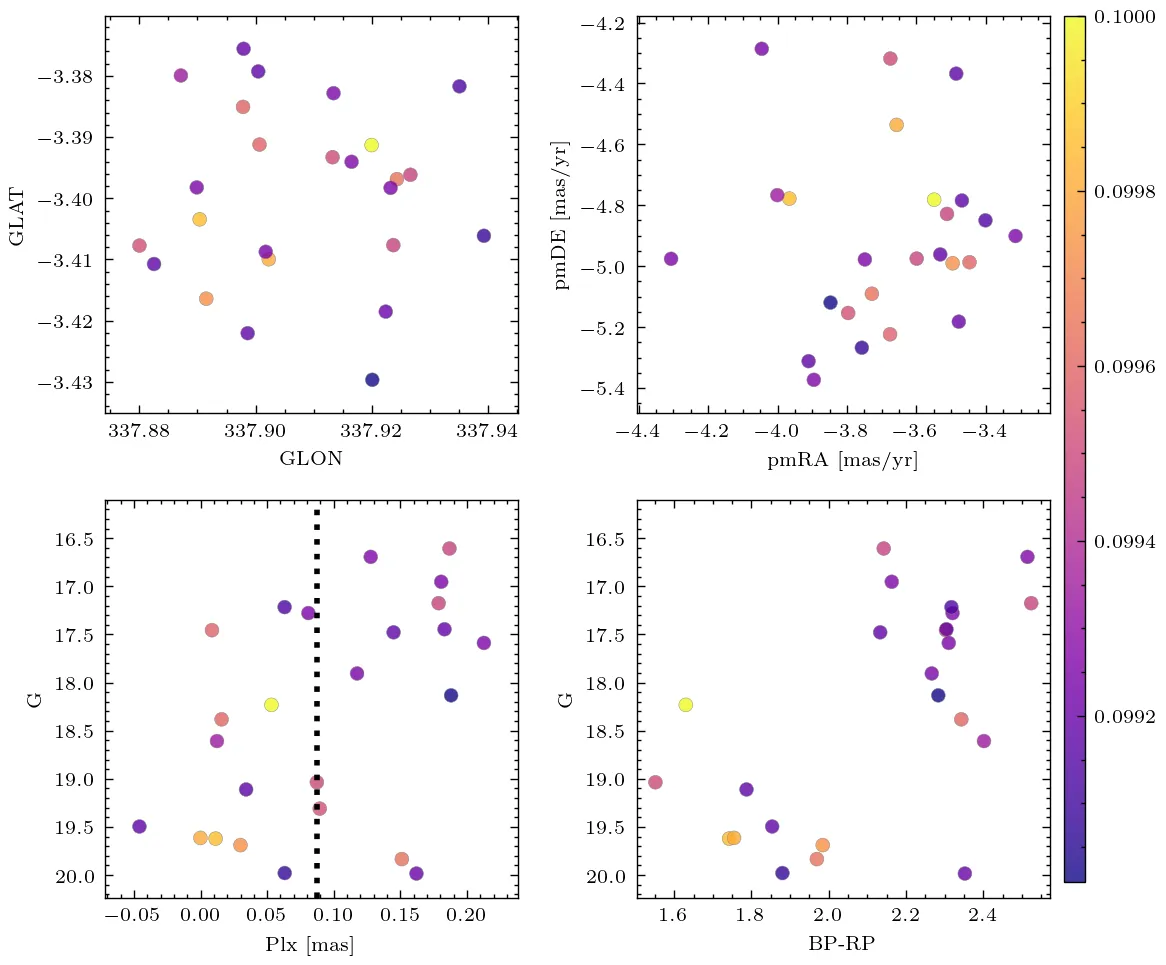 −3.38
−3.39
−3.40
−3.41
−3.42
−3.43
GLAT
337.88 337.90 337.92 337.94
GLON
−4.2
−4.4
−4.6
−4.8
−5.0
−5.2
−5.4
pmDE [mas/yr]
−4.4 −4.2 −4.0 −3.8 −3.6 −3.4
pmRA [mas/yr]
0.1000
0.0998
0.0996
0.0994
0.0992
16.5
17.0
17.5
18.0
18.5
19.0
19.5
20.0
G
−0.05 0.00 0.05 0.10 0.15 0.20
Plx [mas]
16.5
17.0
17.5
18.0
18.5
19.0
19.5
20.0
G
1.6 1.8 2.0 2.2 2.4
BP-RP